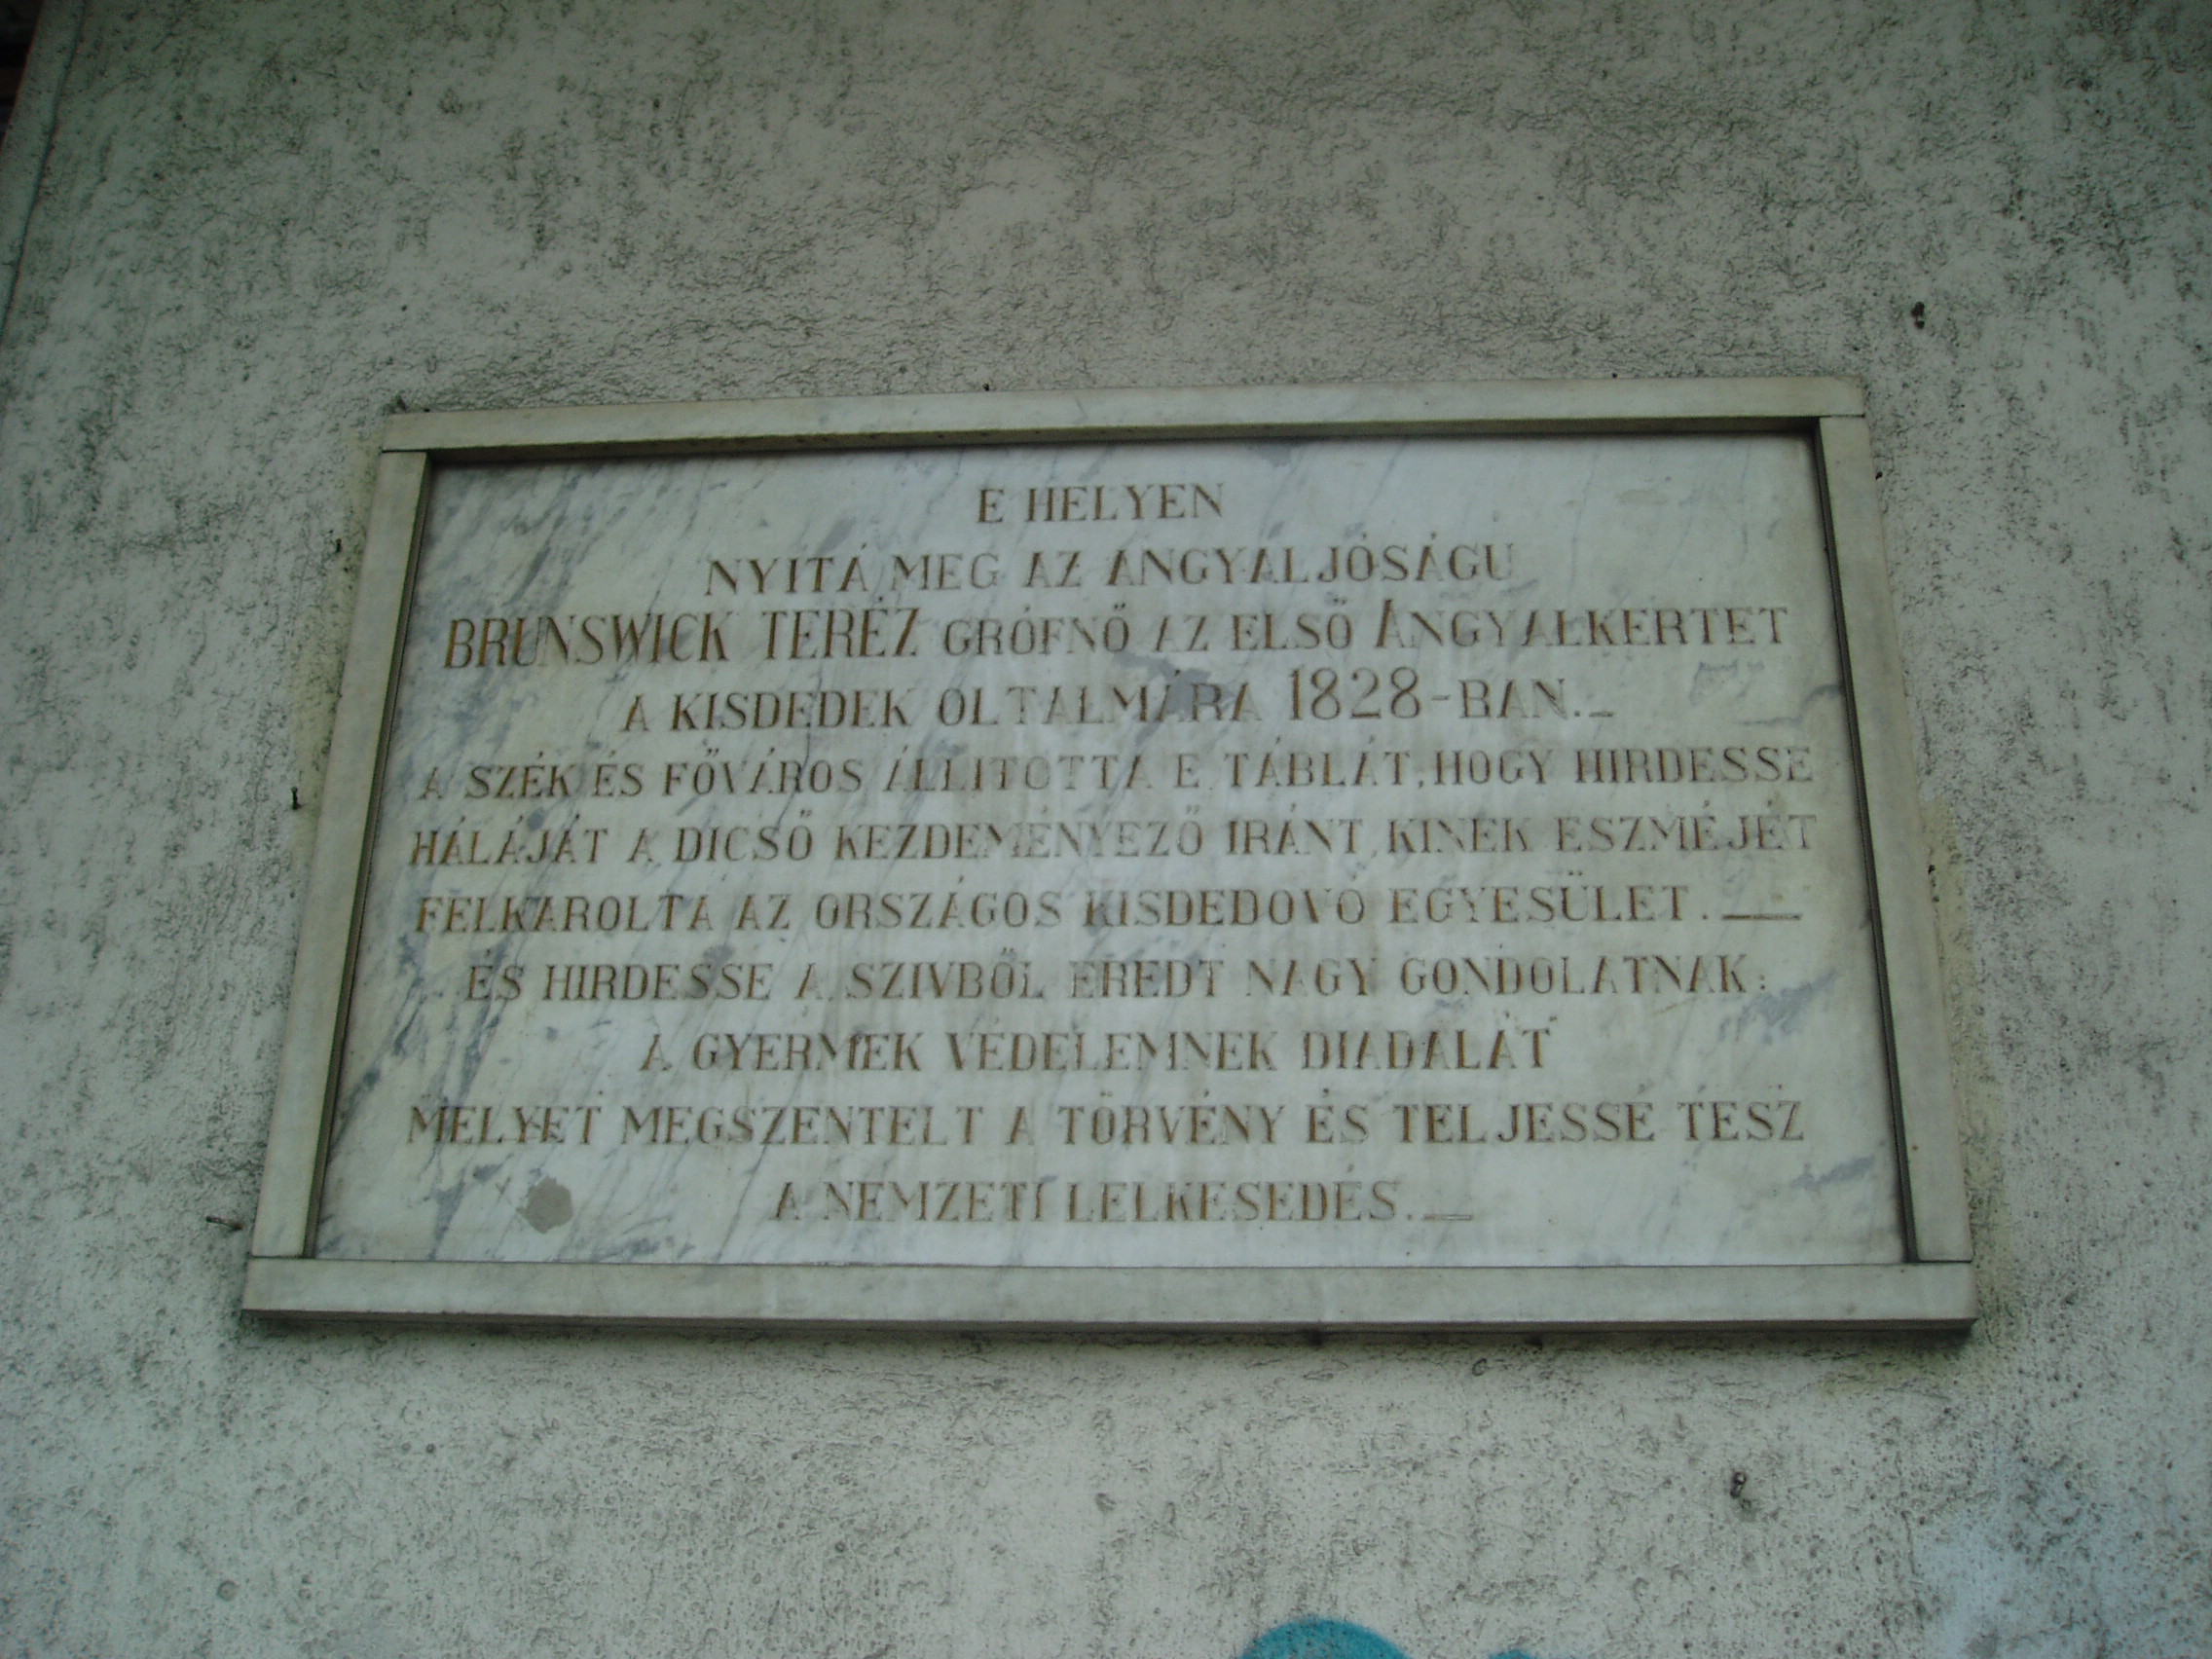 E HELYEN
NYITÁ MEG AZ ANGYALJÓSÁGU
BRUNSWICK TERÉZ GRÓFNŐ AZ ELSŐ ANGYALKERTET
A KISDEDEK OLTALMÁRA 1828-BAN._
A SZÉK ÉS FŐVÁROS ÁLLITOTTA E TÁBLÁT, HOGY HIRDESSE
HÁLÁJÁT A DICSŐ KEZDEMÉNYEZŐ IRÁNT, KINEK ESZMÉJÉT
FELKAROLTA AZ ORSZÁGOS KISDEDOVÓ EGYESÜLET.__
ÉS HIRDESSE A SZIVBŐL EREDT NAGY GONDOLATNAK:
A GYERMEK VÉDELEMNEK DIADALÁT
MELYET MEGSZENTELT A TÖRVÉNY ÉS TELJESSÉ TESZ
A NEMZETI LELKESEDÉS.__